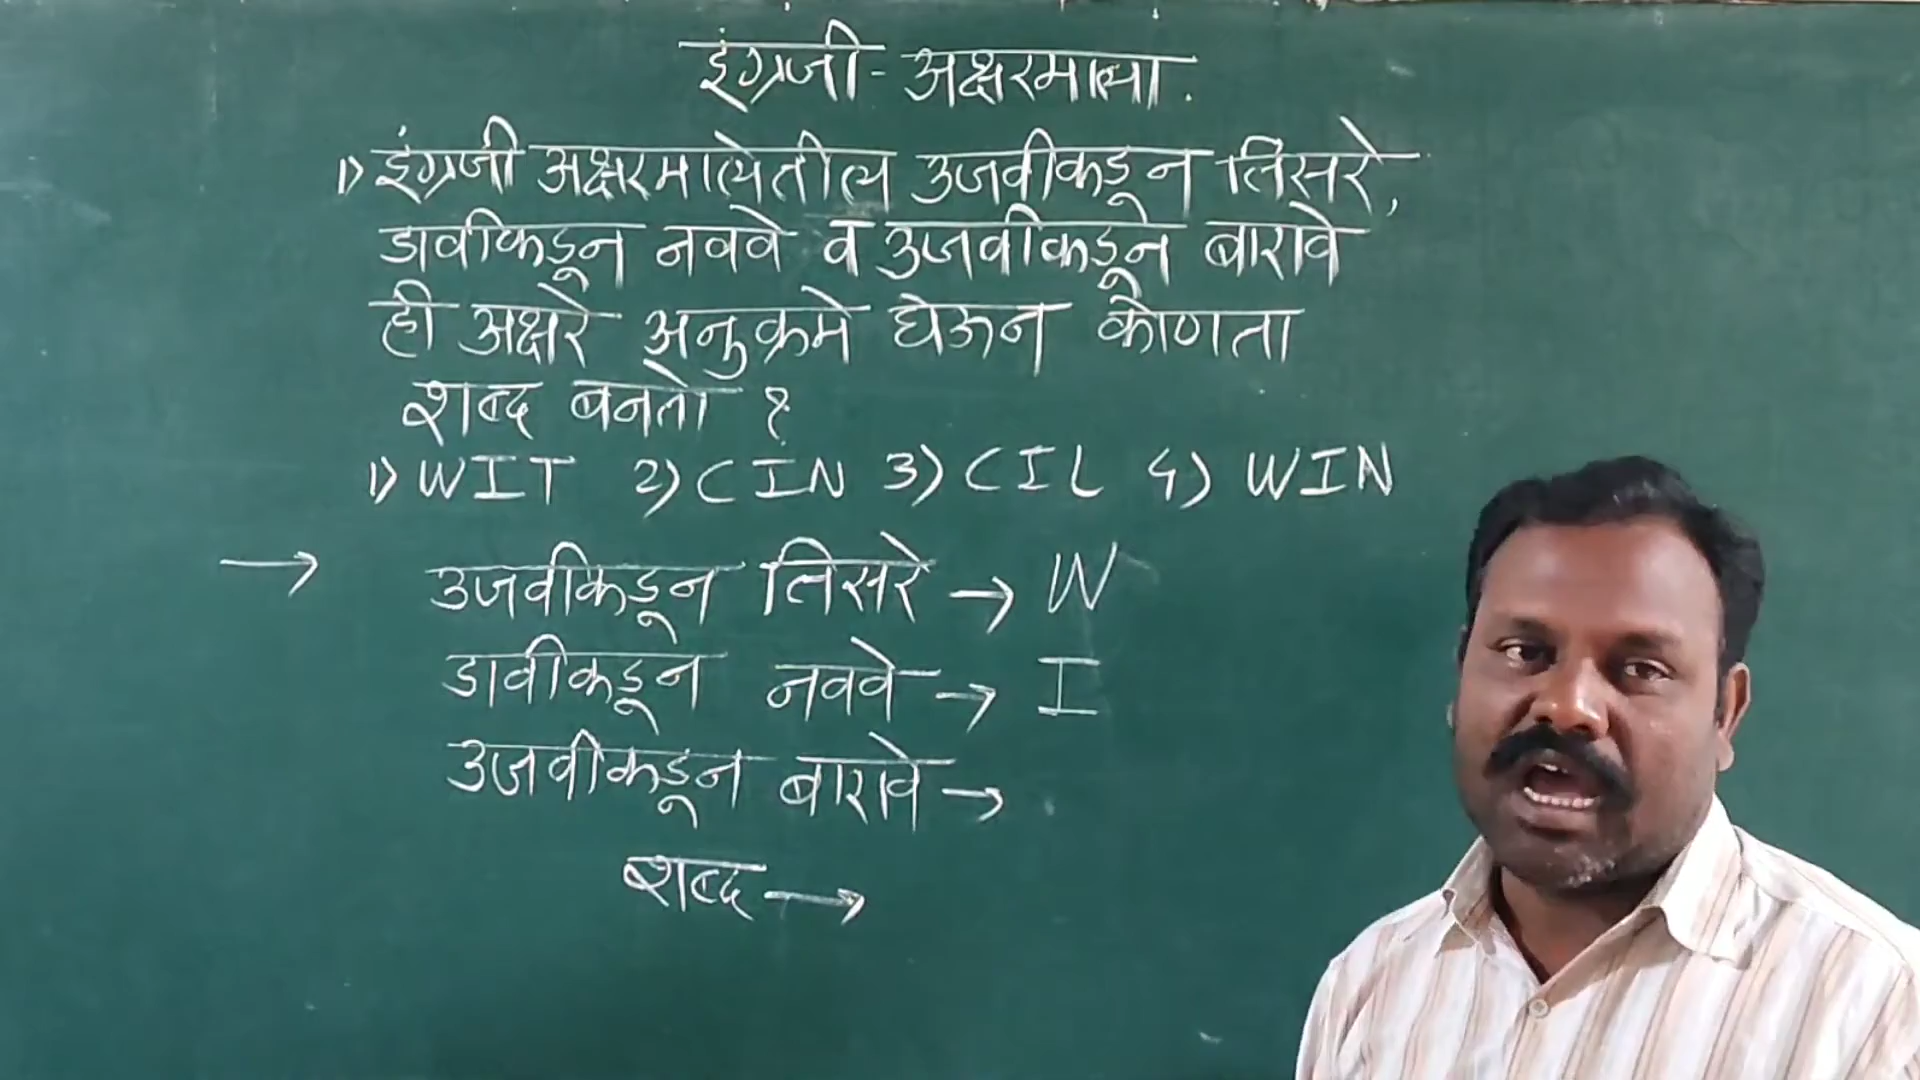 इंग्रजी - अक्षरमाला.
1) इंग्रजी अक्षरमालेतील उजवीकडून तिसरे,
डावीकडून नववे व उजवीकडून बारावे
ही अक्षरे अनुक्रमे घेऊन कोणता
शब्द बनतो ?
1) WIT 2) CIN 3) CIL 4) WIN
→ उजवीकडून तिसरे → W
डावीकडून नववे → I
उजवीकडून बारावे →
शब्द →